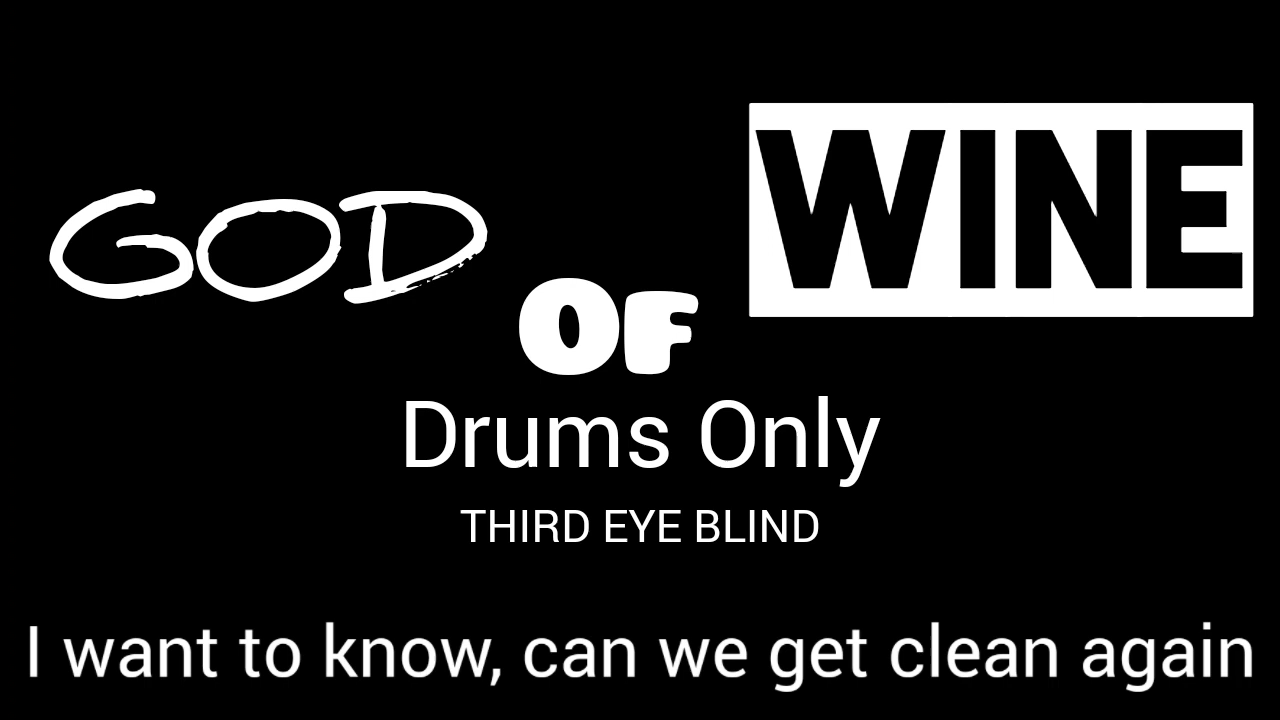 GOD OF WINE
Drums Only
THIRD EYE BLIND
I want to know, can we get clean again